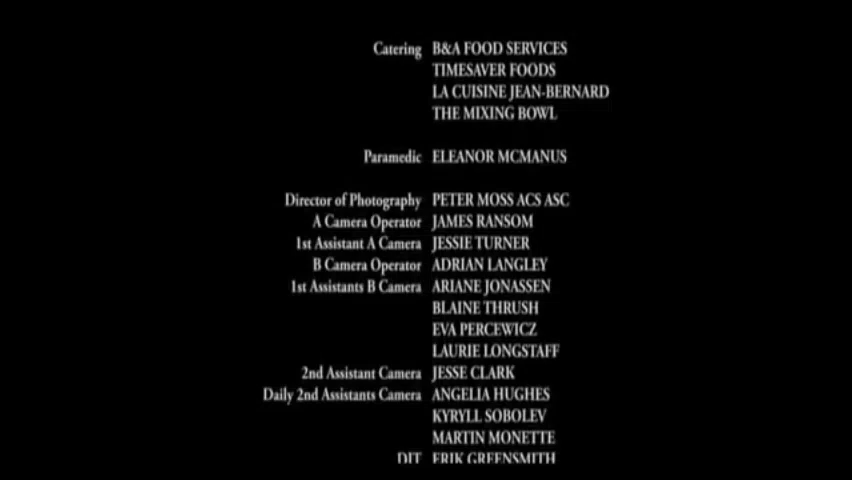 Catering B&A FOOD SERVICES
TIMESAVER FOODS
LA CUISINE JEAN-BERNARD
THE MIXING BOWL
Paramedic ELEANOR MCMANUS
Director of Photography PETER MOSS ACS ASC
A Camera Operator JAMES RANSOM
1st Assistant A Camera JESSIE TURNER
B Camera Operator ADRIAN LANGLEY
1st Assistants B Camera ARIANE JONASSEN
BLAINE THRUSH
EVA PERCEWICZ
LAURIE LONGSTAFF
2nd Assistant Camera JESSE CLARK
Daily 2nd Assistants Camera ANGELIA HUGHES
KYRYLL SOBOLEV
MARTIN MONETTE
DIT ERIK GREENSMITH